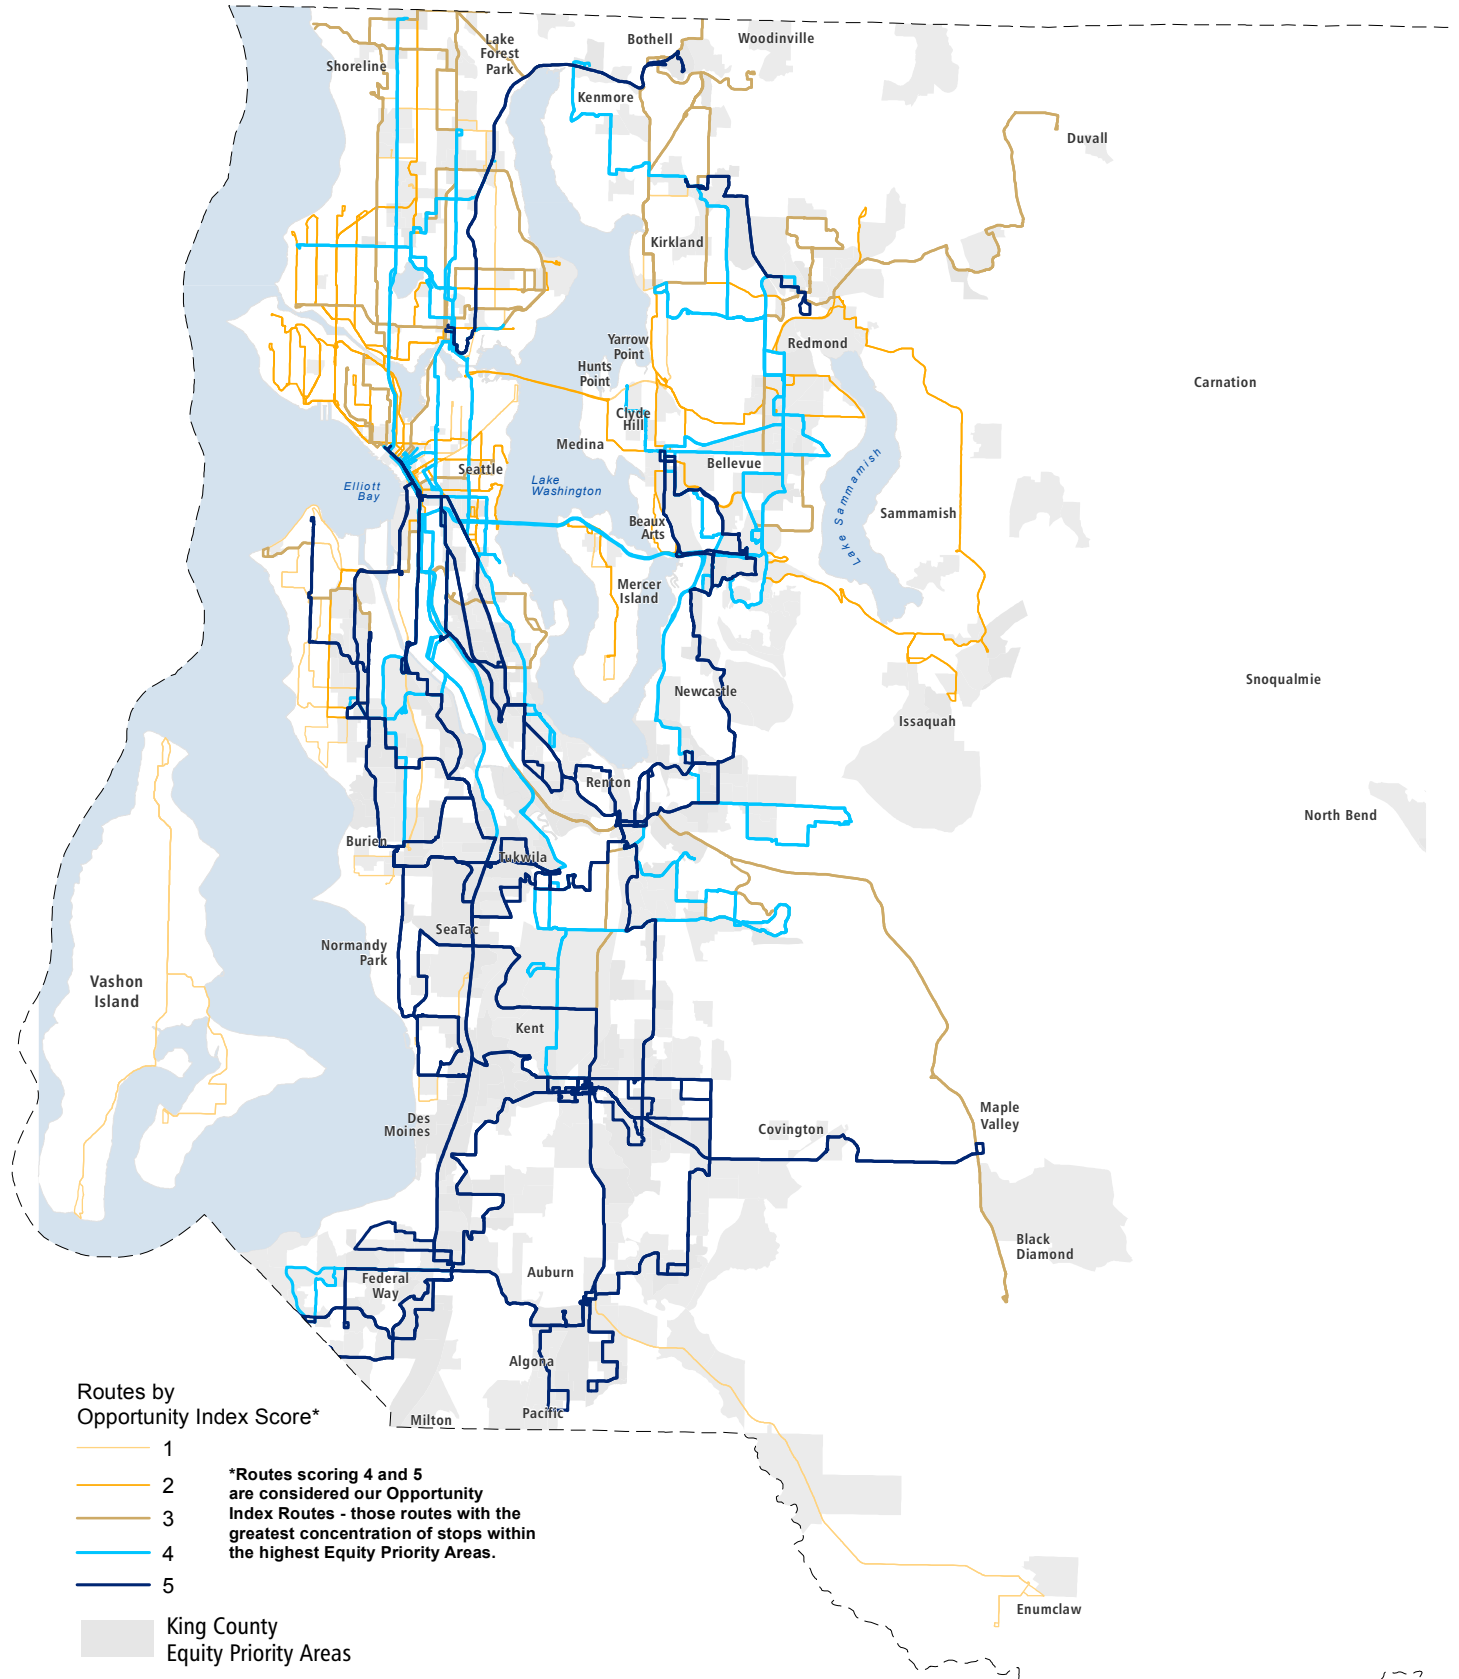 Lake
Forest
Park
Bothell
Woodinville
Shoreline
Kenmore
Duvall
Kirkland
Yarrow
Point
Redmond
Hunts
Point
Carnation
Clyde
Hill
Medina
Bellevue
Seattle
Elliott
Bay
Lake
Washington
Lake Sammamish
Sammamish
Beaux
Arts
Mercer
Island
Snoqualmie
Newcastle
Issaquah
Renton
North Bend
Burien
Tukwila
SeaTac
Normandy
Park
Vashon
Island
Kent
Des
Moines
Covington
Maple
Valley
Black
Diamond
Auburn
Federal
Way
Algona
Pacific
Milton
Enumclaw
Routes by
Opportunity Index Score*
1
2
3
4
5
*Routes scoring 4 and 5
are considered our Opportunity
Index Routes - those routes with the
greatest concentration of stops within
the highest Equity Priority Areas.
King County
Equity Priority Areas